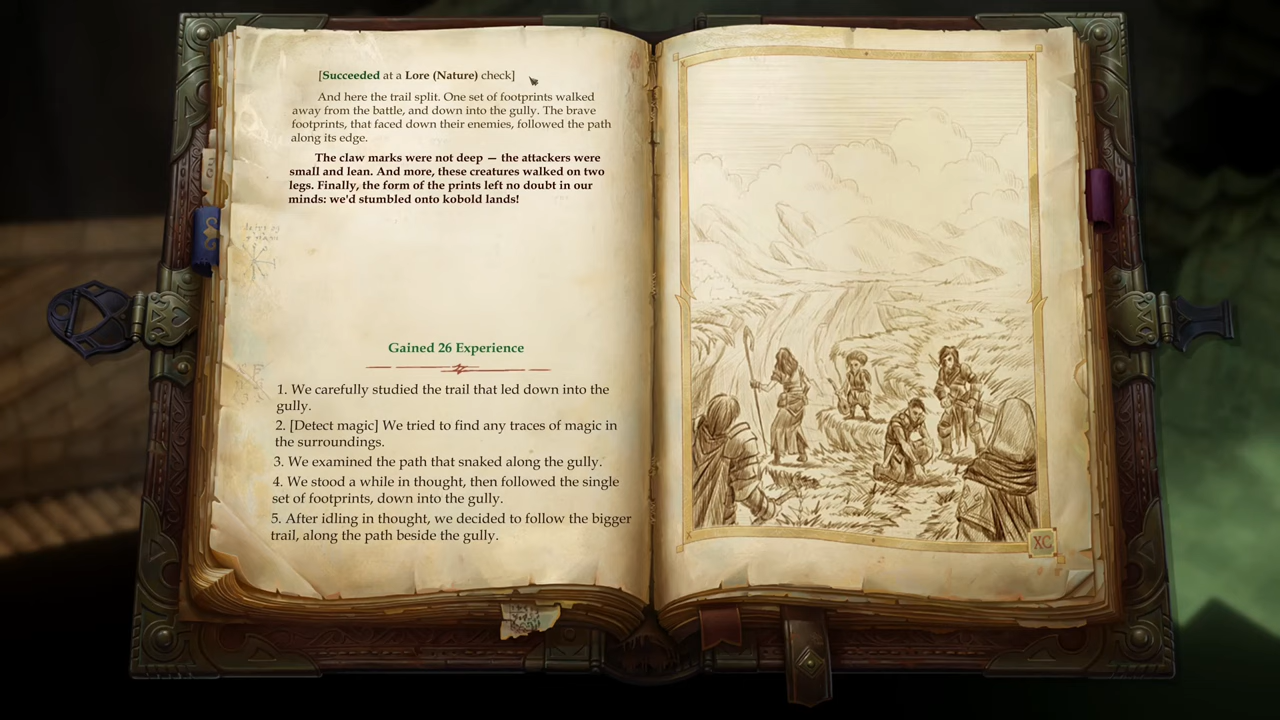 [Succeeded at a Lore (Nature) check]
And here the trail split. One set of footprints walked
away from the battle, and down into the gully. The brave
footprints, that faced down their enemies, followed the path
along its edge.
The claw marks were not deep — the attackers were
small and lean. And more, these creatures walked on two
legs. Finally, the form of the prints left no doubt in our
minds: we'd stumbled onto kobold lands!
Gained 26 Experience
1. We carefully studied the trail that led down into the
gully.
2. [Detect magic] We tried to find any traces of magic in
the surroundings.
3. We examined the path that snaked along the gully.
4. We stood a while in thought, then followed the single
set of footprints, down into the gully.
5. After idling in thought, we decided to follow the bigger
trail, along the path beside the gully.
XC